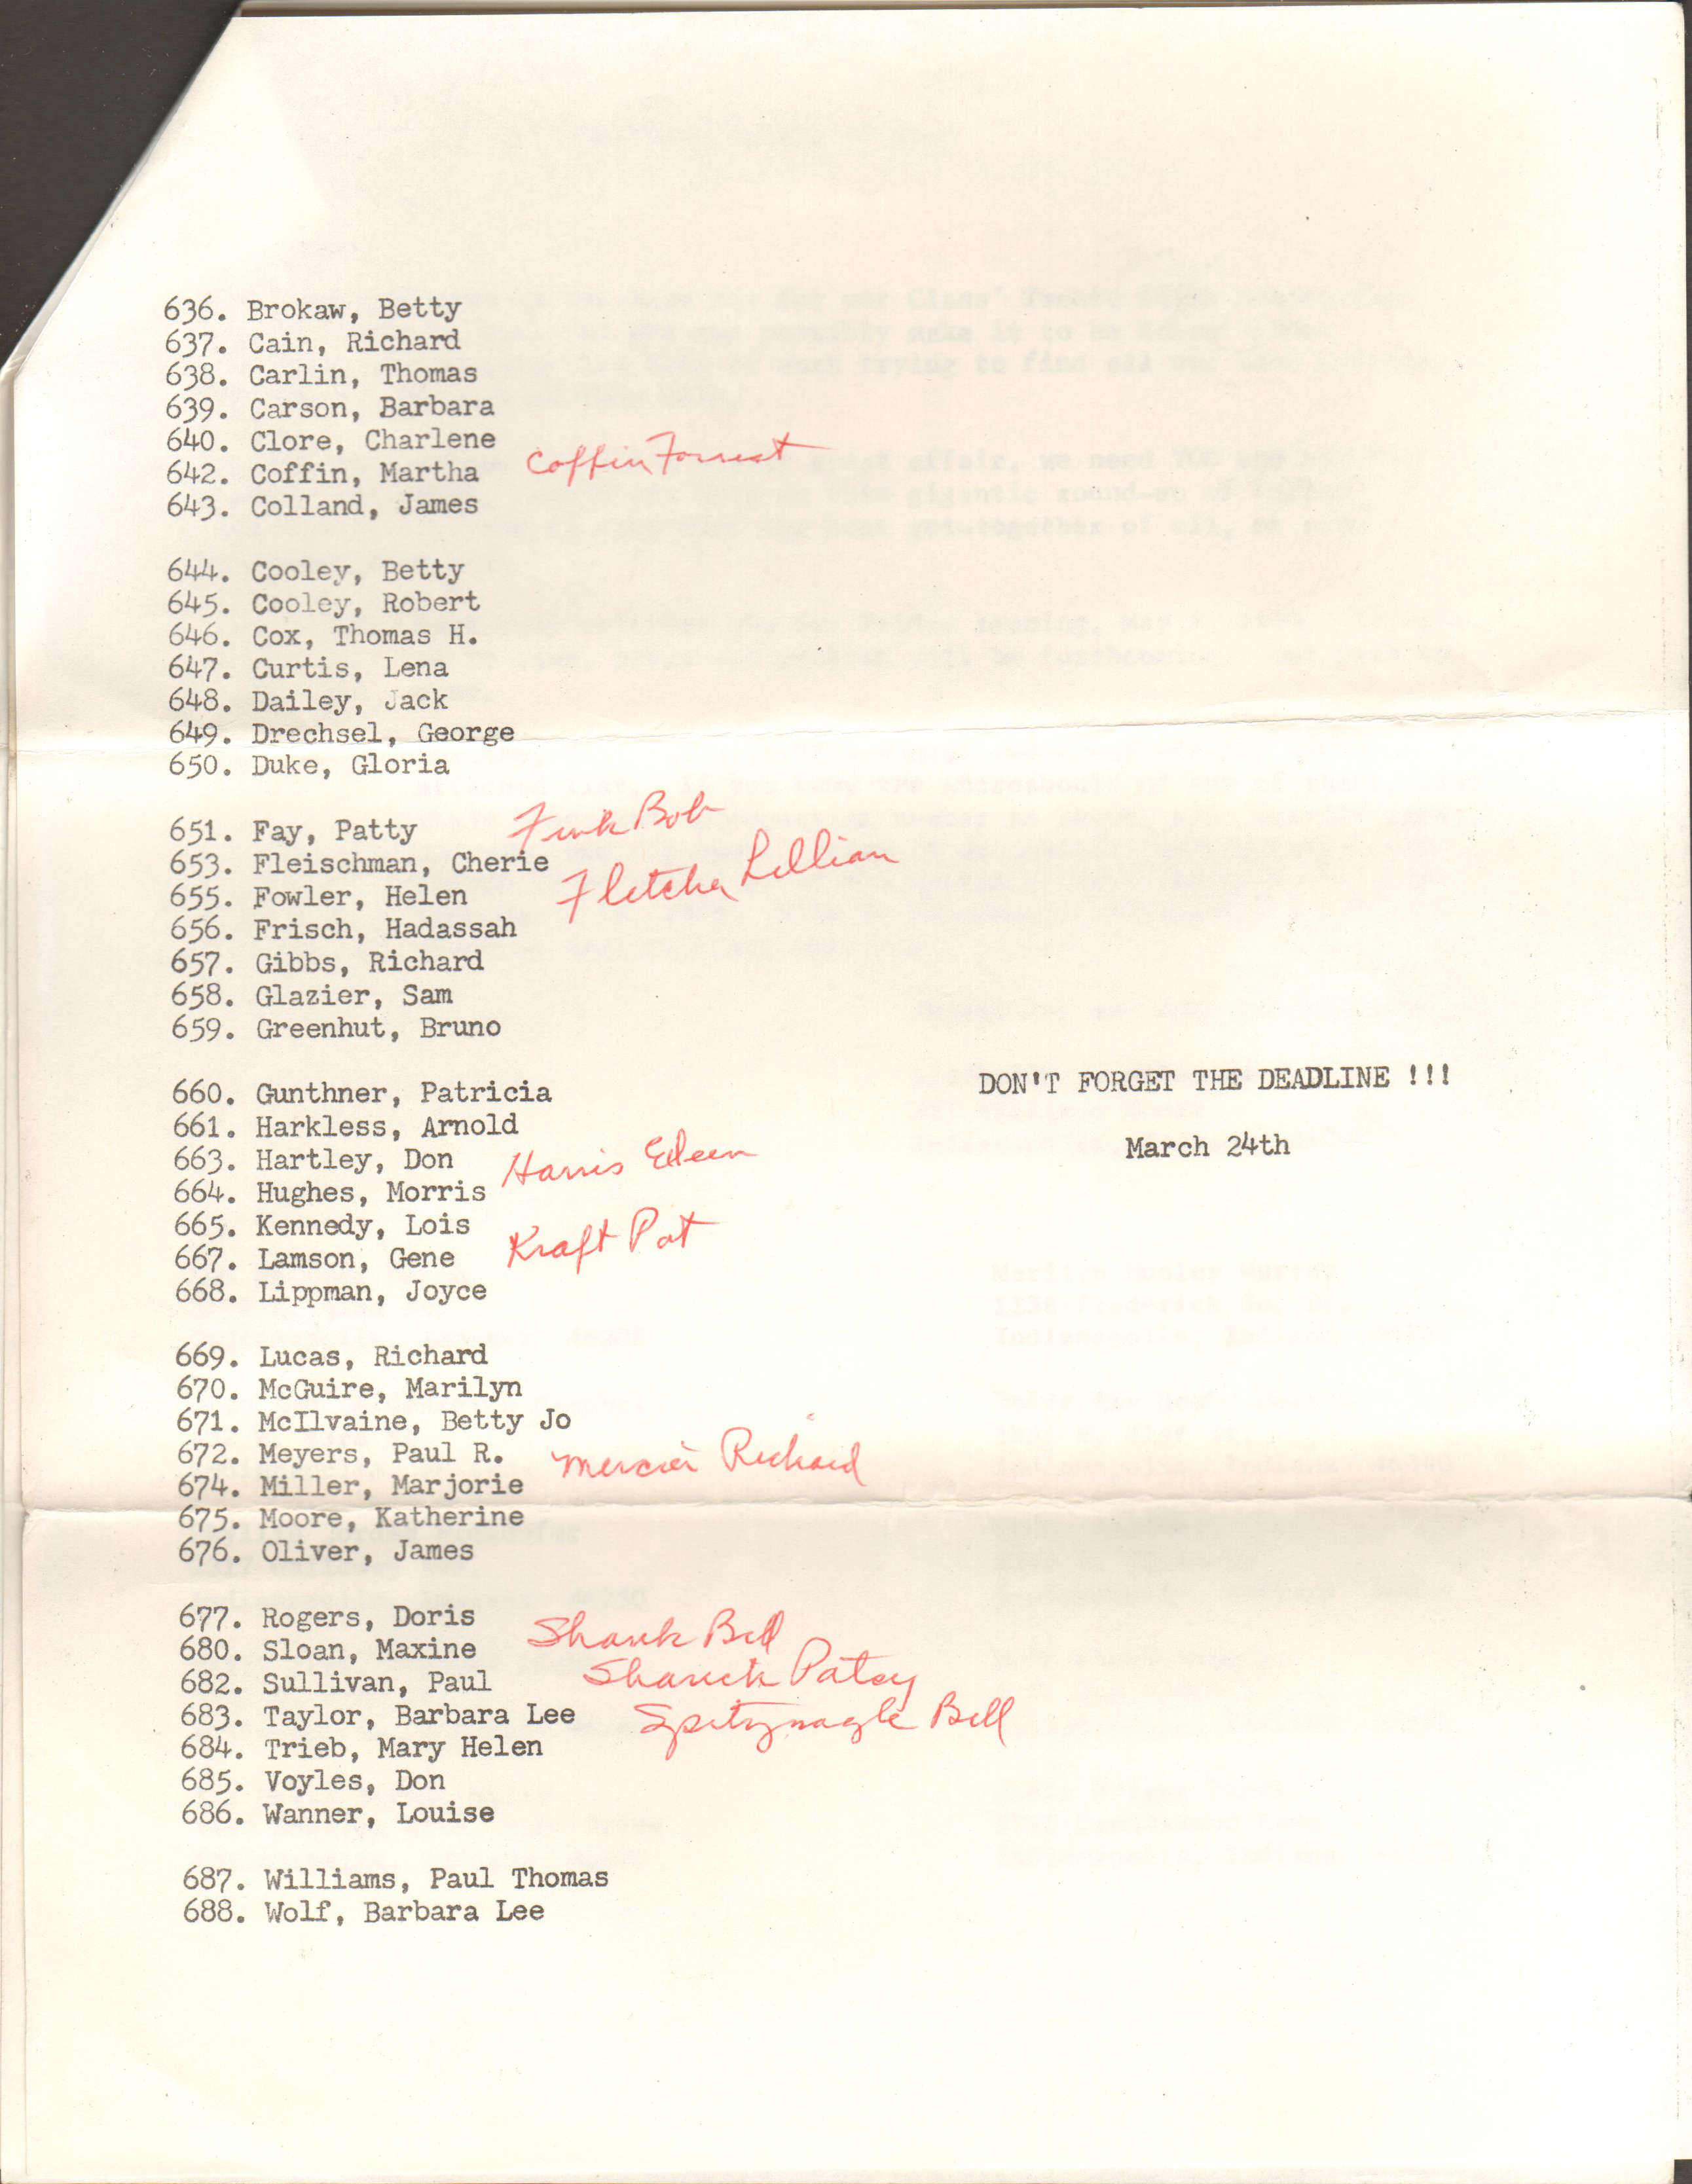 636. Brokaw, Betty
637. Cain, Richard
638. Carlin, Thomas
639. Carson, Barbara
640. Clore, Charlene
Coffin Forrest
642. Coffin, Martha
643. Colland, James
644. Cooley, Betty
645. Cooley, Robert
646. Cox, Thomas H.
647. Curtis, Lena
648. Dailey, Jack
649. Drechsel, George
650. Duke, Gloria
651. Fay, Patty
Funk Bob
653. Fleischman, Cherie
Fletcher Lillian
655. Fowler, Helen
656. Frisch, Hadassah
657. Gibbs, Richard
658. Glazier, Sam
659. Greenhut, Bruno
660. Gunthner, Patricia
661. Harkless, Arnold
663. Hartley, Don
Harris Eileen
664. Hughes, Morris
665. Kennedy, Lois
Kraft Pat
667. Lamson, Gene
668. Lippman, Joyce
669. Lucas, Richard
670. McGuire, Marilyn
671. McIlvaine, Betty Jo
672. Meyers, Paul R.
Mercier Richard
674. Miller, Marjorie
675. Moore, Katherine
676. Oliver, James
677. Rogers, Doris
Shank Bill
680. Sloan, Maxine
Patsy
682. Sullivan, Paul
683. Taylor, Barbara Lee
Spitznagle Bill
684. Trieb, Mary Helen
685. Voyles, Don
686. Wanner, Louise
687. Williams, Paul Thomas
688. Wolf, Barbara Lee
DON'T FORGET THE DEADLINE !!!
March 24th